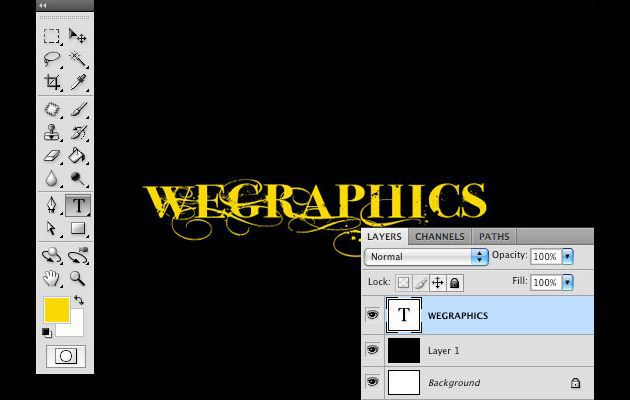 WEGRAPHICS
LAYERS CHANNELS PATHS
Normal Opacity: 100%
Lock: Fill: 100%
T WEGRAPHICS
Layer 1
Background